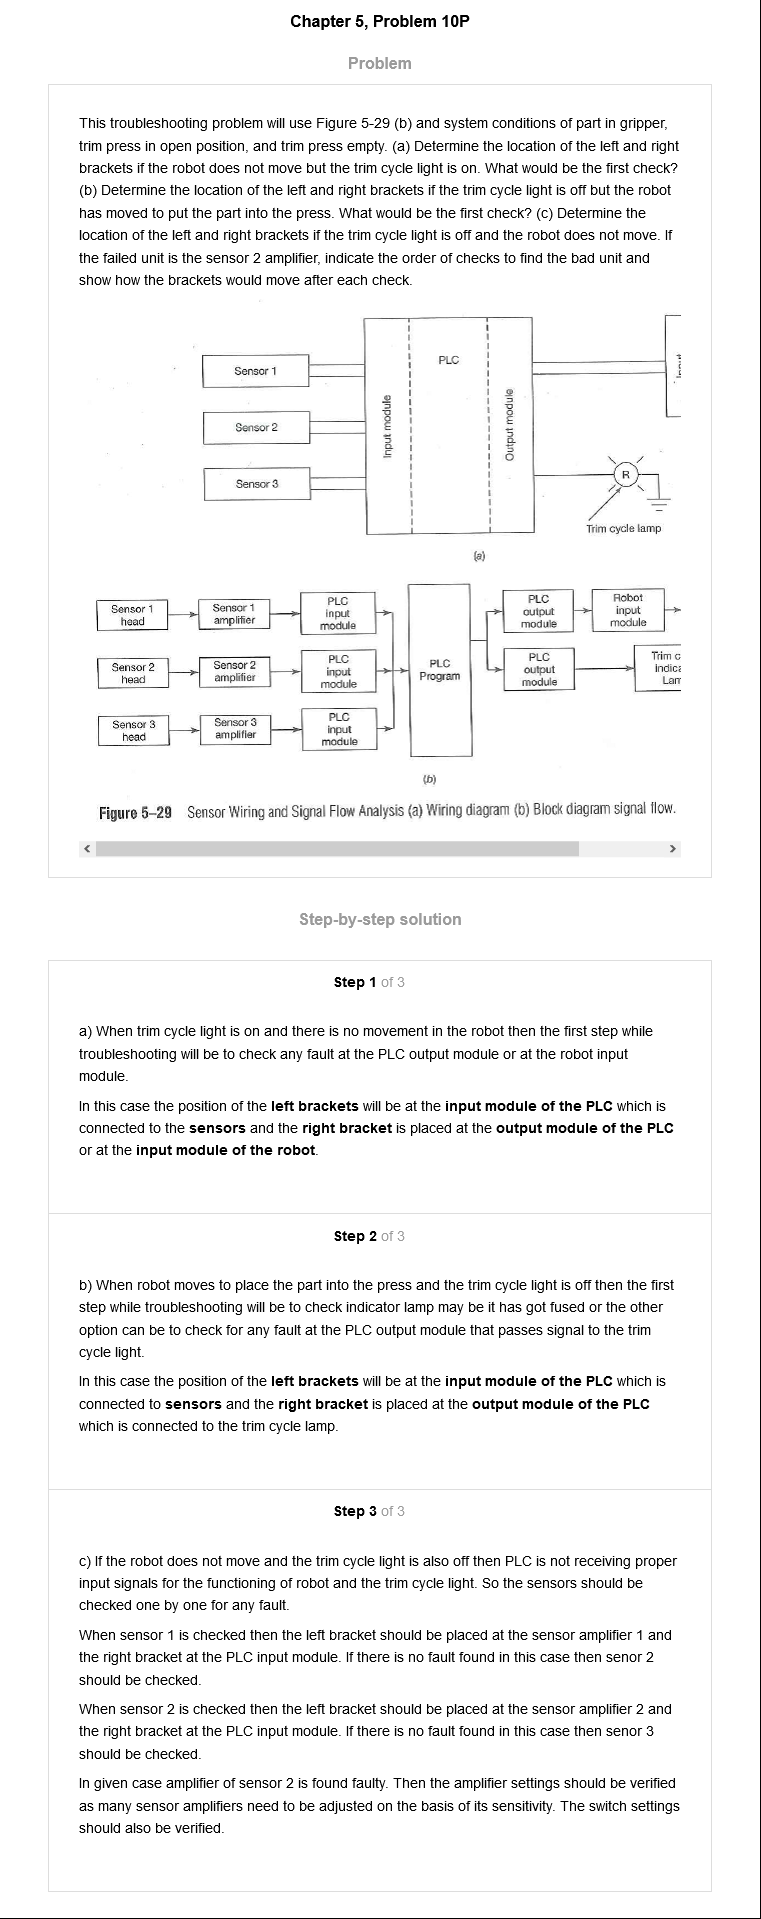 Chapter 5, Problem 10P
Problem
This troubleshooting problem will use Figure 5-29 (b) and system conditions of part in gripper,
trim press in open position, and trim press empty. (a) Determine the location of the left and right
brackets if the robot does not move but the trim cycle light is on. What would be the first check?
(b) Determine the location of the left and right brackets if the trim cycle light is off but the robot
has moved to put the part into the press. What would be the first check? (c) Determine the
location of the left and right brackets if the trim cycle light is off and the robot does not move. If
the failed unit is the sensor 2 amplifier, indicate the order of checks to find the bad unit and
show how the brackets would move after each check.
Sensor 1
Sensor 2
Sensor 3
Input module
PLC
Output module
R
Trim cycle lamp
(a)
Sensor 1
head
Sensor 1
amplifier
PLC
input
module
Sensor 2
head
Sensor 2
amplifier
PLC
input
module
Sensor 3
head
Sensor 3
amplifier
PLC
input
module
PLC
Program
PLC
output
module
Robot
input
module
PLC
output
module
Trim c
indica
Lam
(b)
Figure 5–29 Sensor Wiring and Signal Flow Analysis (a) Wiring diagram (b) Block diagram signal flow.
Step-by-step solution
Step 1 of 3
a) When trim cycle light is on and there is no movement in the robot then the first step while
troubleshooting will be to check any fault at the PLC output module or at the robot input
module.
In this case the position of the left brackets will be at the input module of the PLC which is
connected to the sensors and the right bracket is placed at the output module of the PLC
or at the input module of the robot.
Step 2 of 3
b) When robot moves to place the part into the press and the trim cycle light is off then the first
step while troubleshooting will be to check indicator lamp may be it has got fused or the other
option can be to check for any fault at the PLC output module that passes signal to the trim
cycle light.
In this case the position of the left brackets will be at the input module of the PLC which is
connected to sensors and the right bracket is placed at the output module of the PLC
which is connected to the trim cycle lamp.
Step 3 of 3
c) If the robot does not move and the trim cycle light is also off then PLC is not receiving proper
input signals for the functioning of robot and the trim cycle light. So the sensors should be
checked one by one for any fault.
When sensor 1 is checked then the left bracket should be placed at the sensor amplifier 1 and
the right bracket at the PLC input module. If there is no fault found in this case then senor 2
should be checked.
When sensor 2 is checked then the left bracket should be placed at the sensor amplifier 2 and
the right bracket at the PLC input module. If there is no fault found in this case then senor 3
should be checked.
In given case amplifier of sensor 2 is found faulty. Then the amplifier settings should be verified
as many sensor amplifiers need to be adjusted on the basis of its sensitivity. The switch settings
should also be verified.